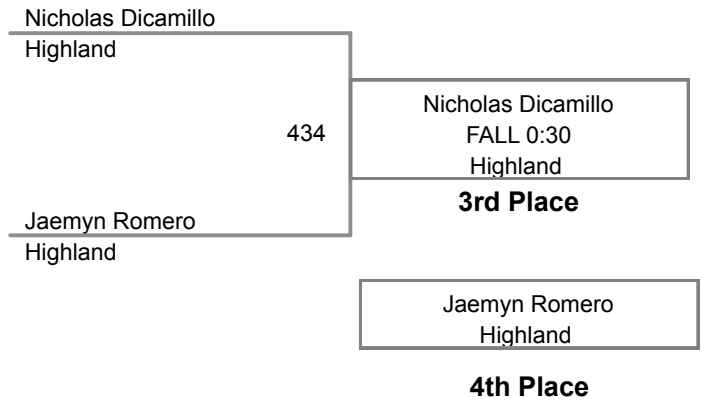 Nicholas Dicamillo
Highland
434
Nicholas Dicamillo
FALL 0:30
Highland
3rd Place
Jaemyn Romero
Highland
Jaemyn Romero
Highland
4th Place